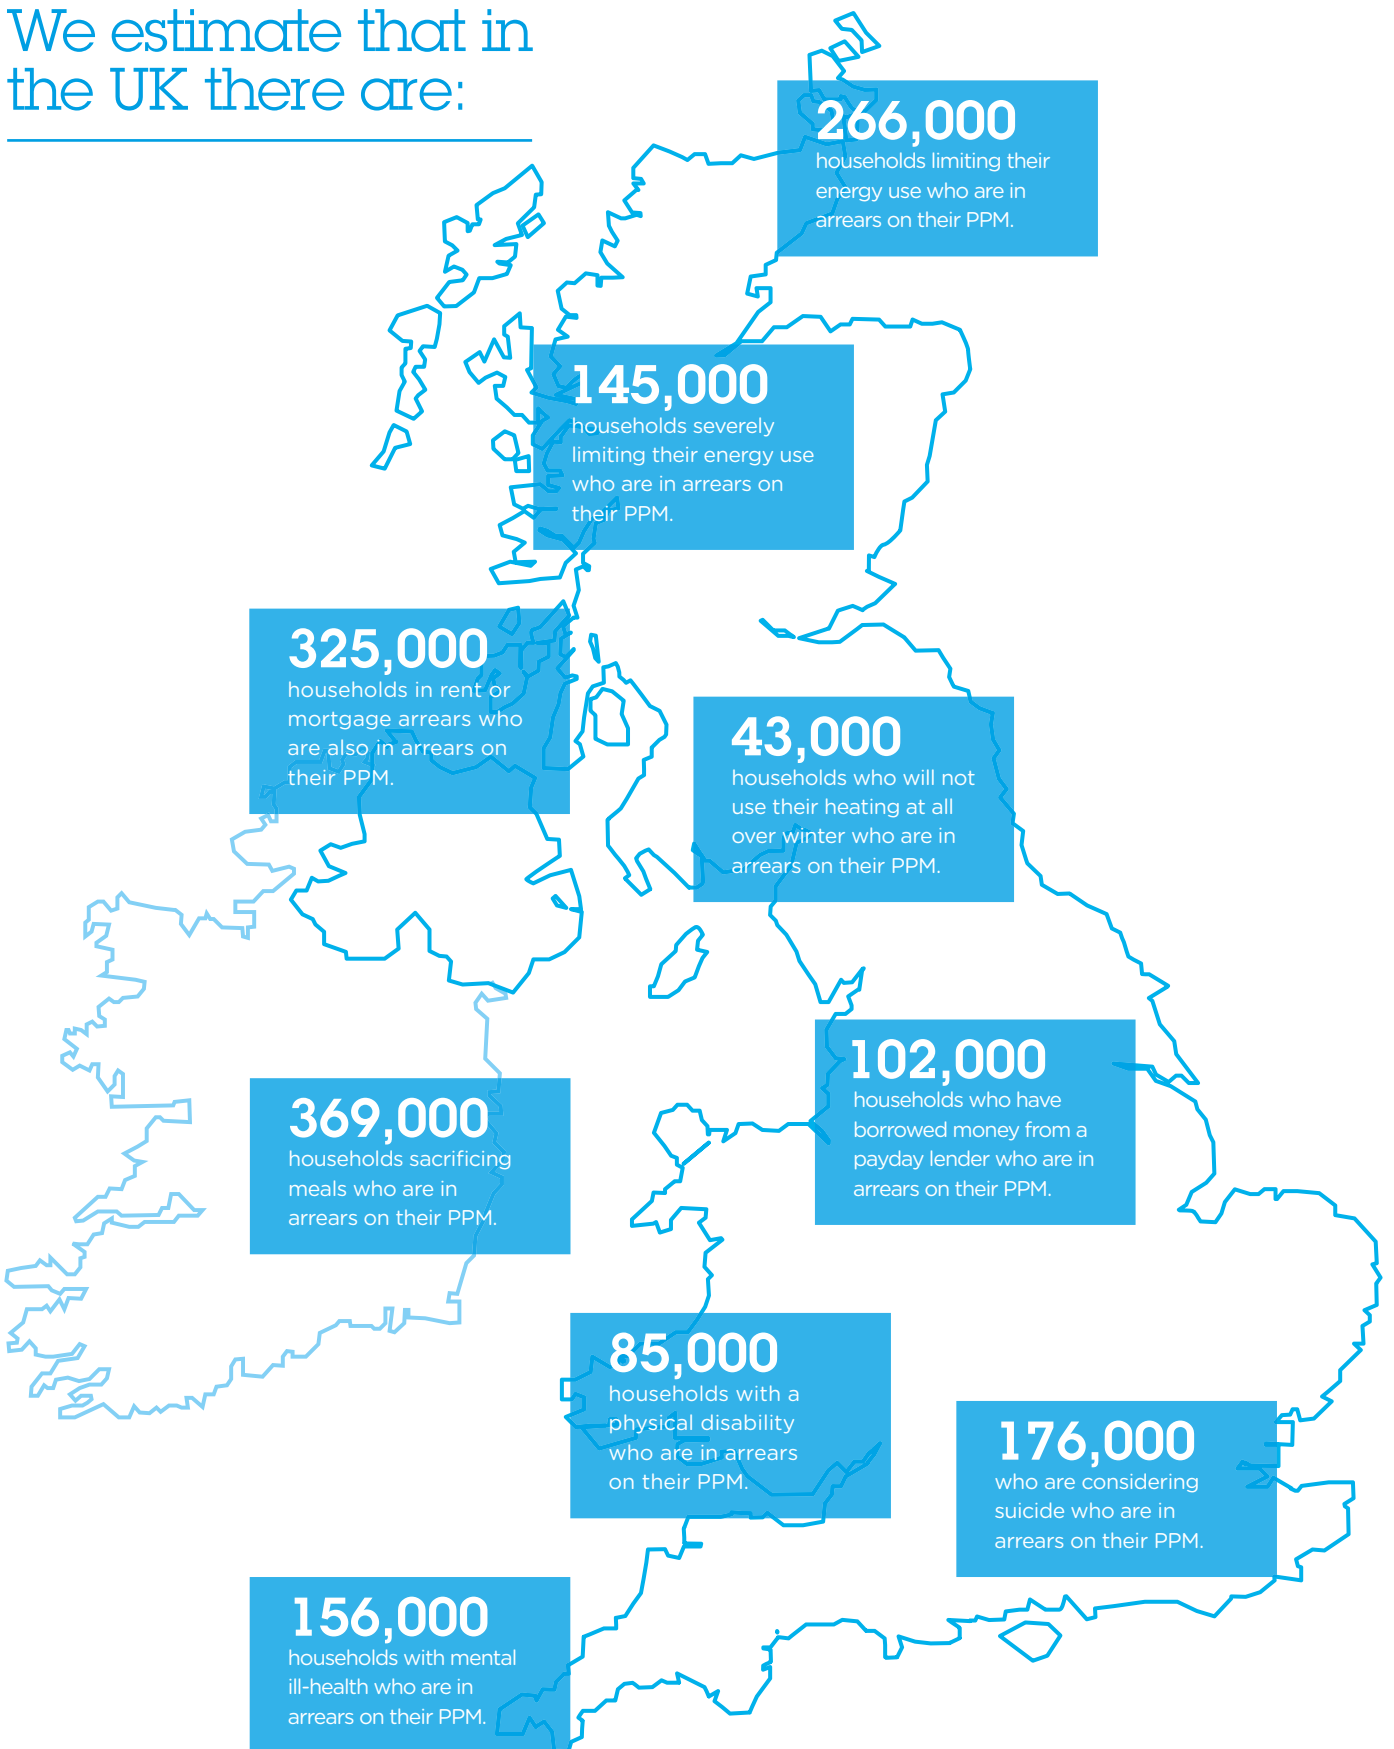 We estimate that in
the UK there are:
266,000
households limiting their
energy use who are in
arrears on their PPM.
145,000
households severely
limiting their energy use
who are in arrears on
their PPM.
325,000
households in rent or
mortgage arrears who
are also in arrears on
their PPM.
43,000
households who will not
use their heating at all
over winter who are in
arrears on their PPM.
102,000
households who have
borrowed money from a
payday lender who are in
arrears on their PPM.
369,000
households sacrificing
meals who are in
arrears on their PPM.
85,000
households with a
physical disability
who are in arrears
on their PPM.
176,000
who are considering
suicide who are in
arrears on their PPM.
156,000
households with mental
ill-health who are in
arrears on their PPM.